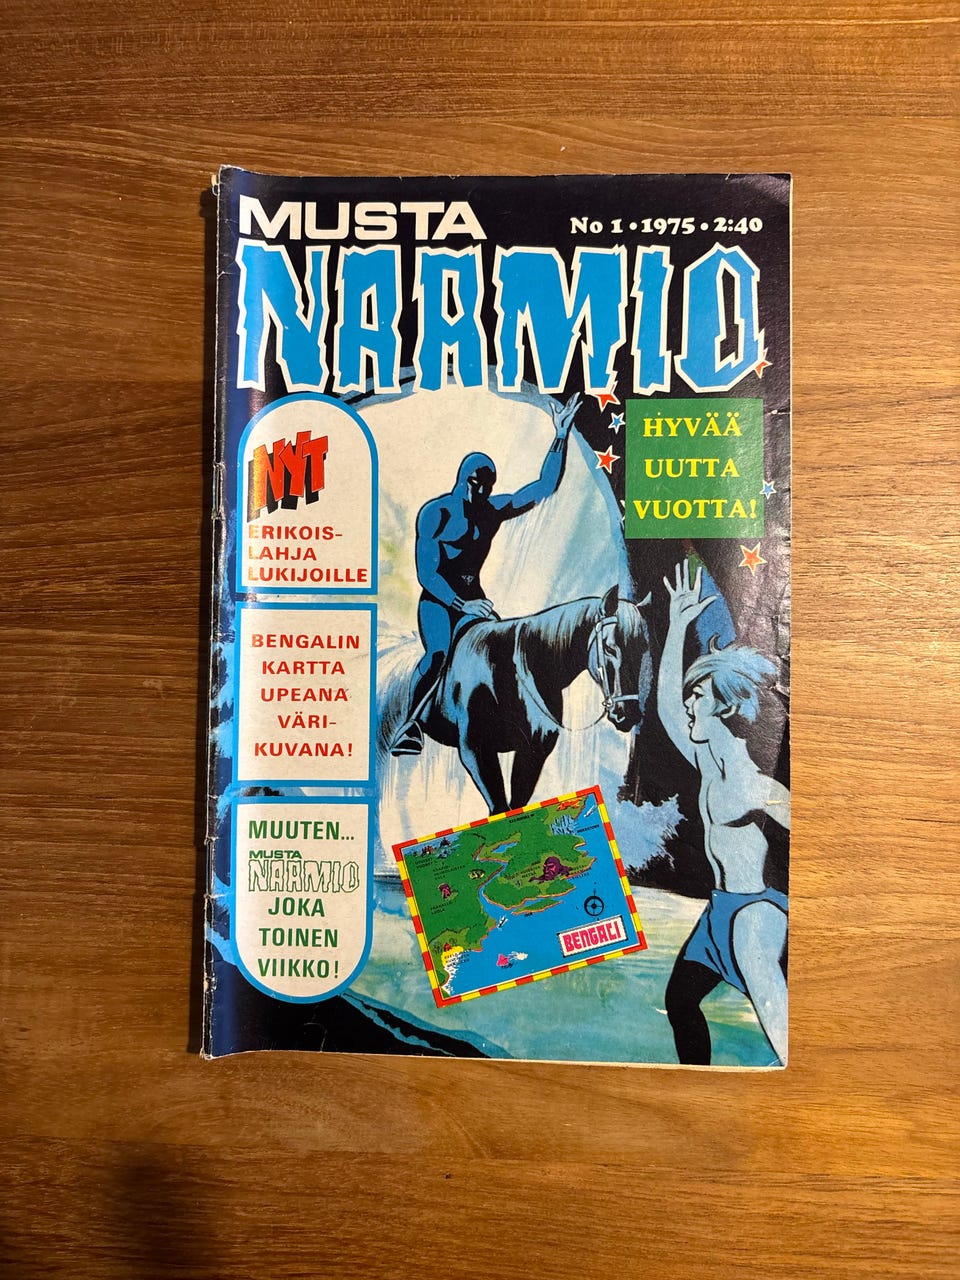 MUSTA
No 1 • 1975 • 2:40
NAAMIO
HYVÄÄ
UUTTA
VUOTTA!
NYT
ERIKOIS-
LAHJA
LUKIJOILLE
BENGALIN
KARTTA
UPEANA
VÄRI-
KUVANA!
MUUTEN...
MUSTA
NAAMIO
JOKA
TOINEN
VIIKKO!
BENGALI